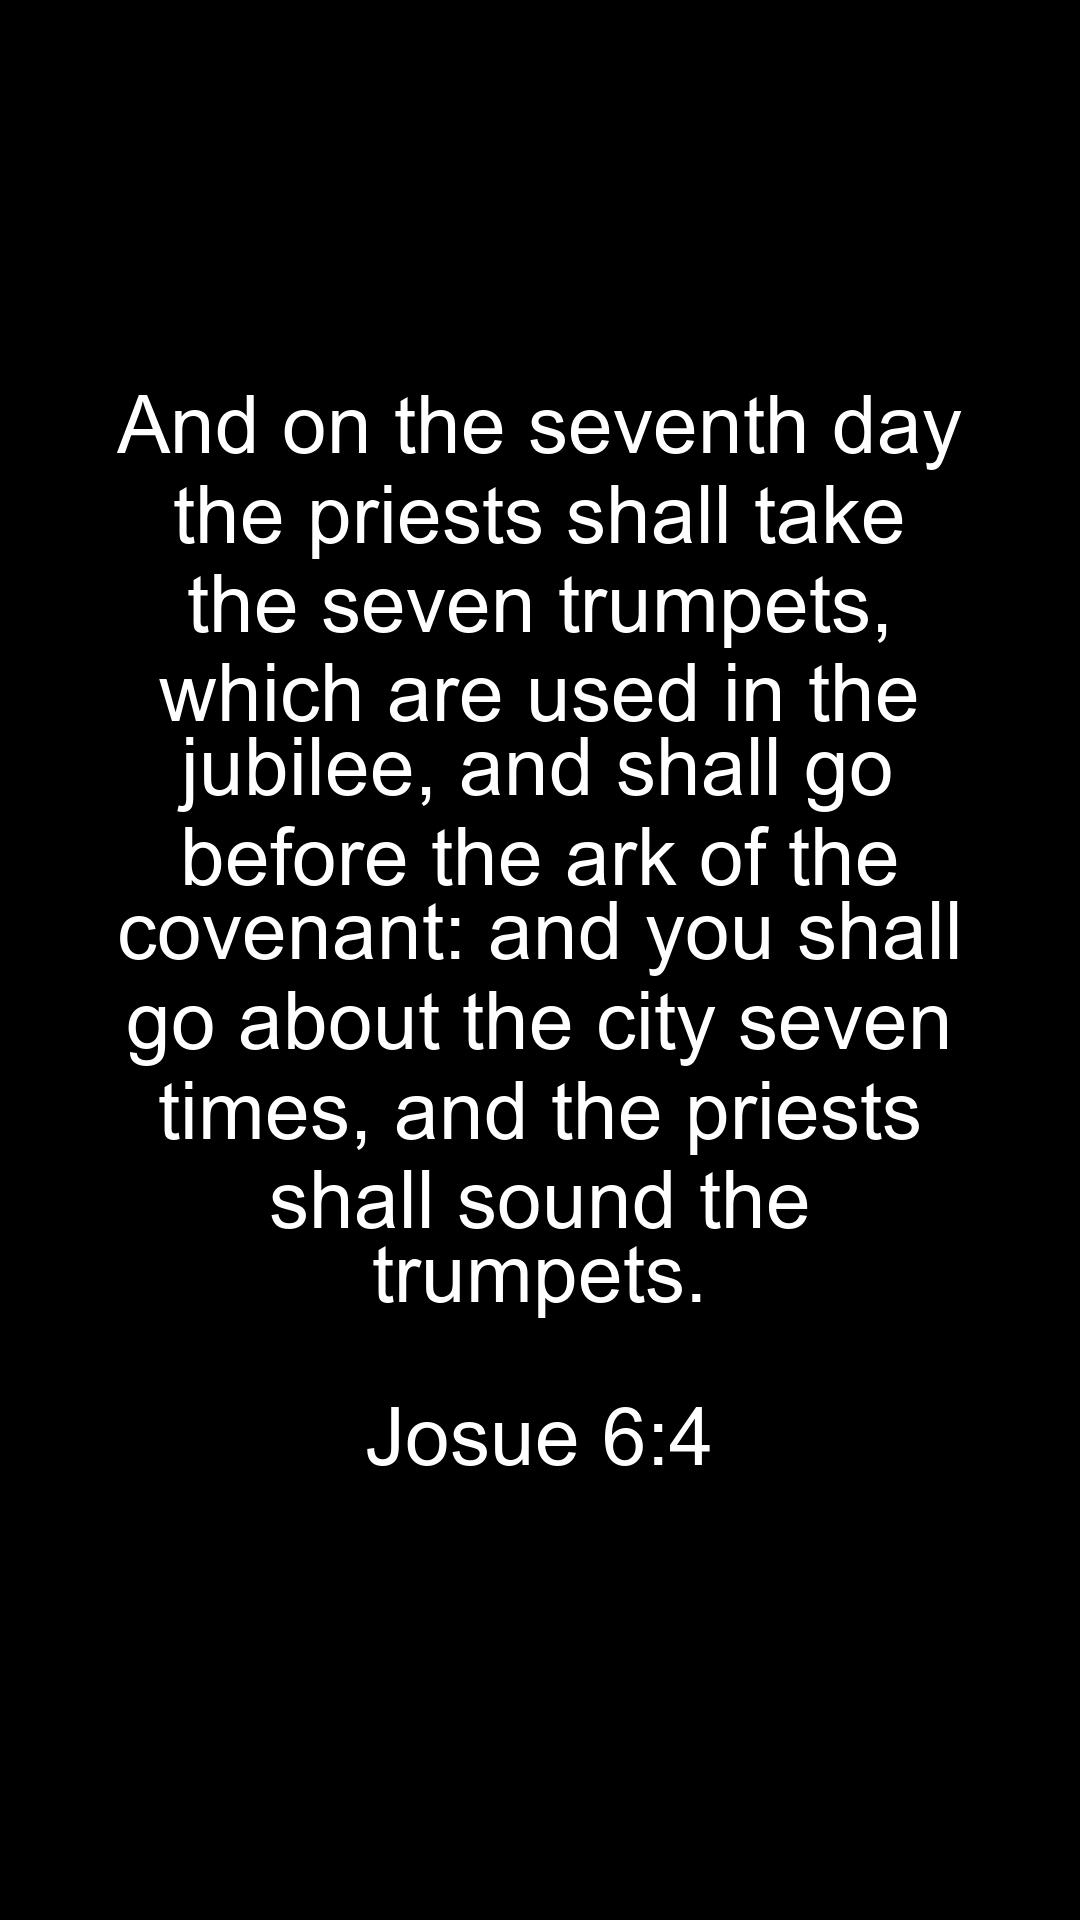 And on the seventh day
the priests shall take
the seven trumpets,
which are used in the
jubilee, and shall go
before the ark of the
covenant: and you shall
go about the city seven
times, and the priests
shall sound the
trumpets.
Josue 6:4